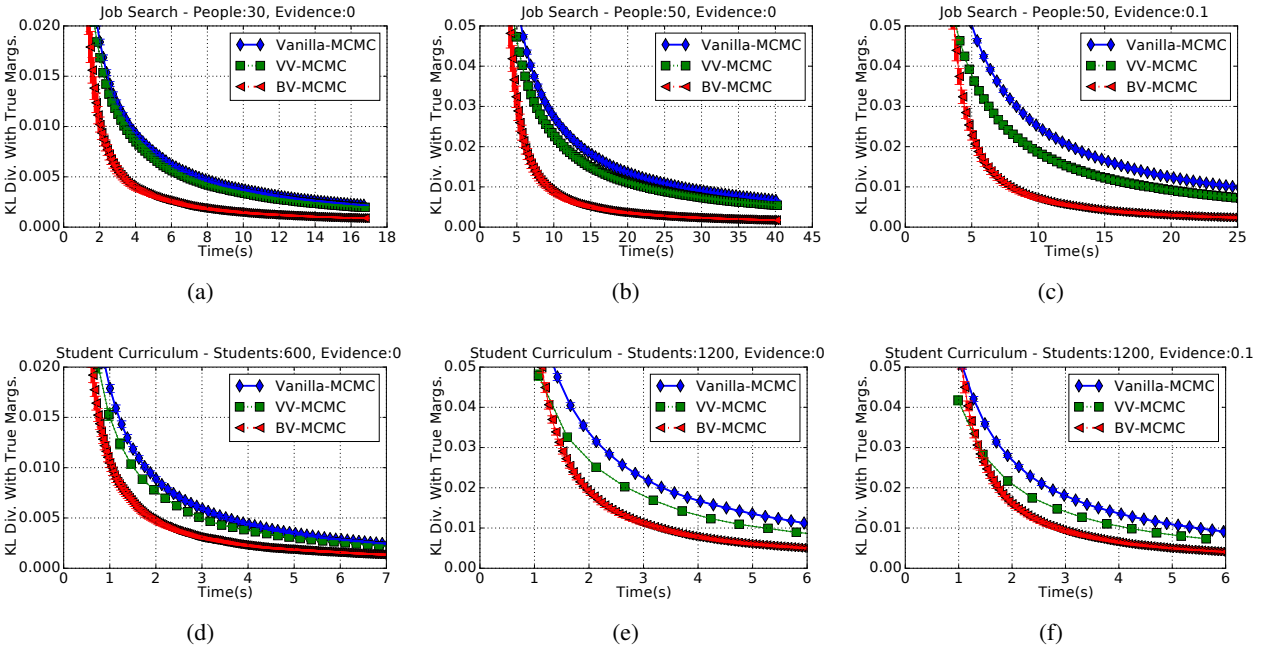 Job Search - People:30, Evidence:0
KL Div. With True Margs.
0.020
0.015
0.010
0.005
0.000
0 2 4 6 8 10 12 14 16 18
Time(s)
Vanilla-MCMC
VV-MCMC
BV-MCMC
(a)
Job Search - People:50, Evidence:0
KL Div. With True Margs.
0.05
0.04
0.03
0.02
0.01
0.00
0 5 10 15 20 25 30 35 40 45
Time(s)
Vanilla-MCMC
VV-MCMC
BV-MCMC
(b)
Job Search - People:50, Evidence:0.1
KL Div. With True Margs.
0.05
0.04
0.03
0.02
0.01
0.00
0 5 10 15 20 25
Time(s)
Vanilla-MCMC
VV-MCMC
BV-MCMC
(c)
Student Curriculum - Students:600, Evidence:0
KL Div. With True Margs.
0.020
0.015
0.010
0.005
0.000
0 1 2 3 4 5 6 7
Time(s)
Vanilla-MCMC
VV-MCMC
BV-MCMC
(d)
Student Curriculum - Students:1200, Evidence:0
KL Div. With True Margs.
0.05
0.04
0.03
0.02
0.01
0.00
0 1 2 3 4 5 6
Time(s)
Vanilla-MCMC
VV-MCMC
BV-MCMC
(e)
Student Curriculum - Students:1200, Evidence:0.1
KL Div. With True Margs.
0.05
0.04
0.03
0.02
0.01
0.00
0 1 2 3 4 5 6
Time(s)
Vanilla-MCMC
VV-MCMC
BV-MCMC
(f)